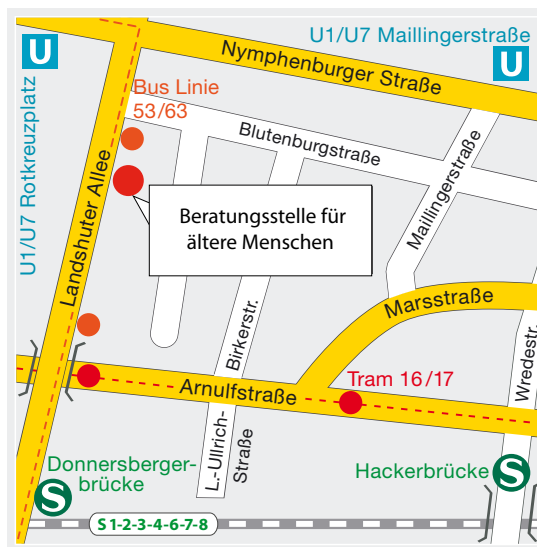 U1/U7 Maillingerstraße
U
U
Nymphenburger Straße
U1/U7 Rotkreuzplatz
Bus Linie
53/63
Blutenburgstraße
Landshuter Allee
Maillingerstraße
Beratungsstelle für
ältere Menschen
Marsstraße
Birkerstr.
Wredestr.
Arnulfstraße
Tram 16/17
L.-Ullrich-
Straße
Donnersberger-
brücke
Hackerbrücke
S
S
S 1-2-3-4-6-7-8